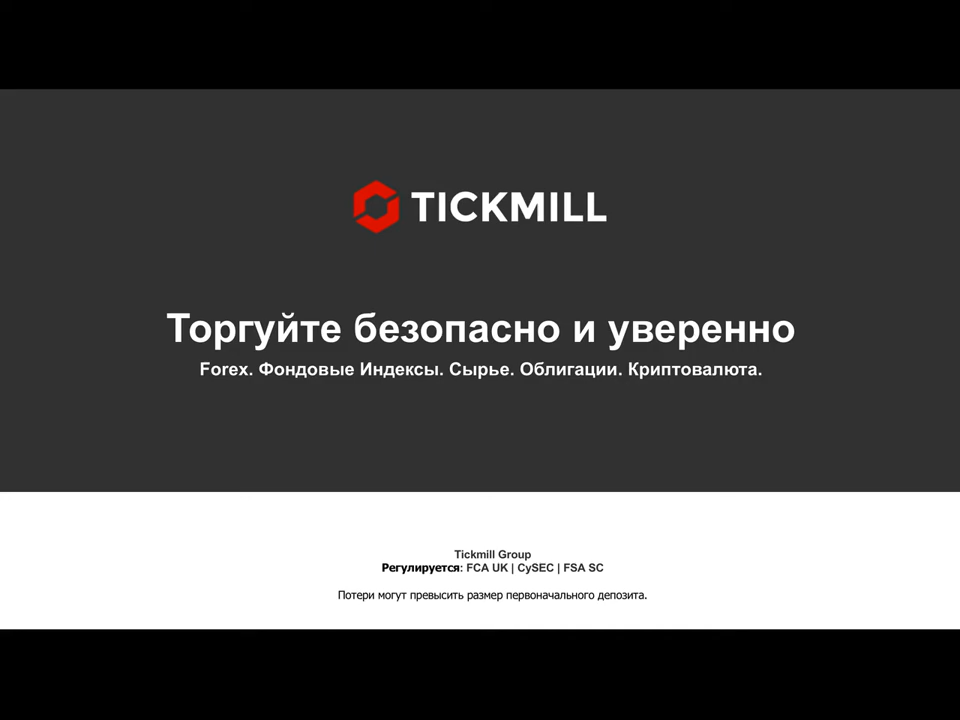 TICKMILL
Торгуйте безопасно и уверенно
Forex. Фондовые Индексы. Сырье. Облигации. Криптовалюта.
Tickmill Group
Регулируется: FCA UK | CySEC | FSA SC
Потери могут превысить размер первоначального депозита.